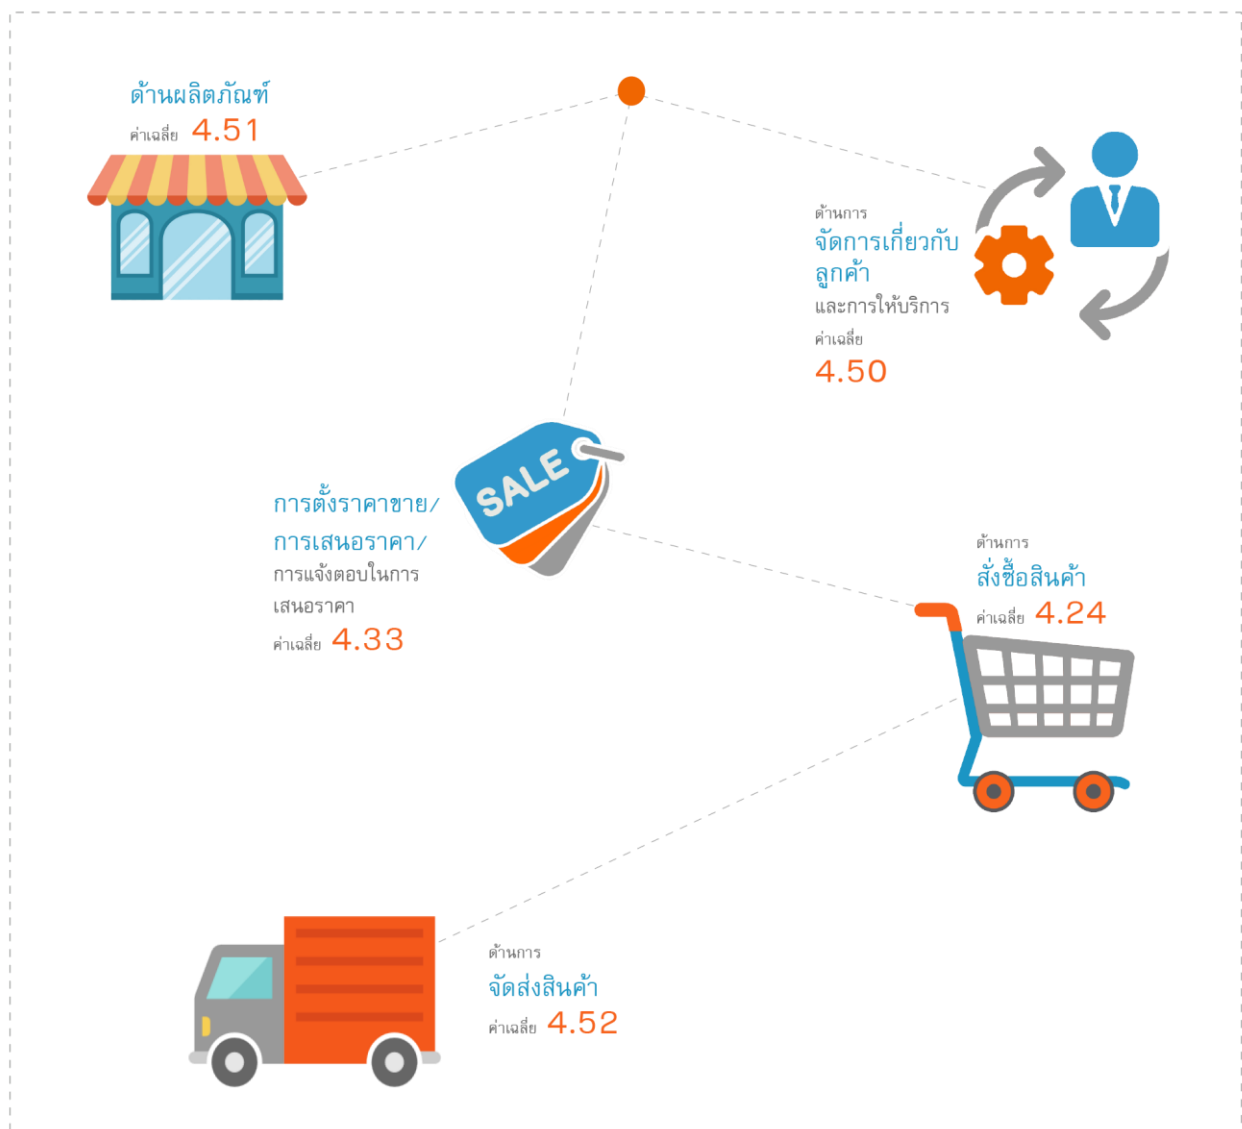 ด้านผลิตภัณฑ์
ค่าเฉลี่ย 4.51
ด้านการ
จัดการเกี่ยวกับ
ลูกค้า
และการให้บริการ
ค่าเฉลี่ย
4.50
SALE
การตั้งราคาขาย/
การเสนอราคา/
การแจ้งตอบในการ
เสนอราคา
ค่าเฉลี่ย 4.33
ด้านการ
สั่งซื้อสินค้า
ค่าเฉลี่ย 4.24
ด้านการ
จัดส่งสินค้า
ค่าเฉลี่ย 4.52